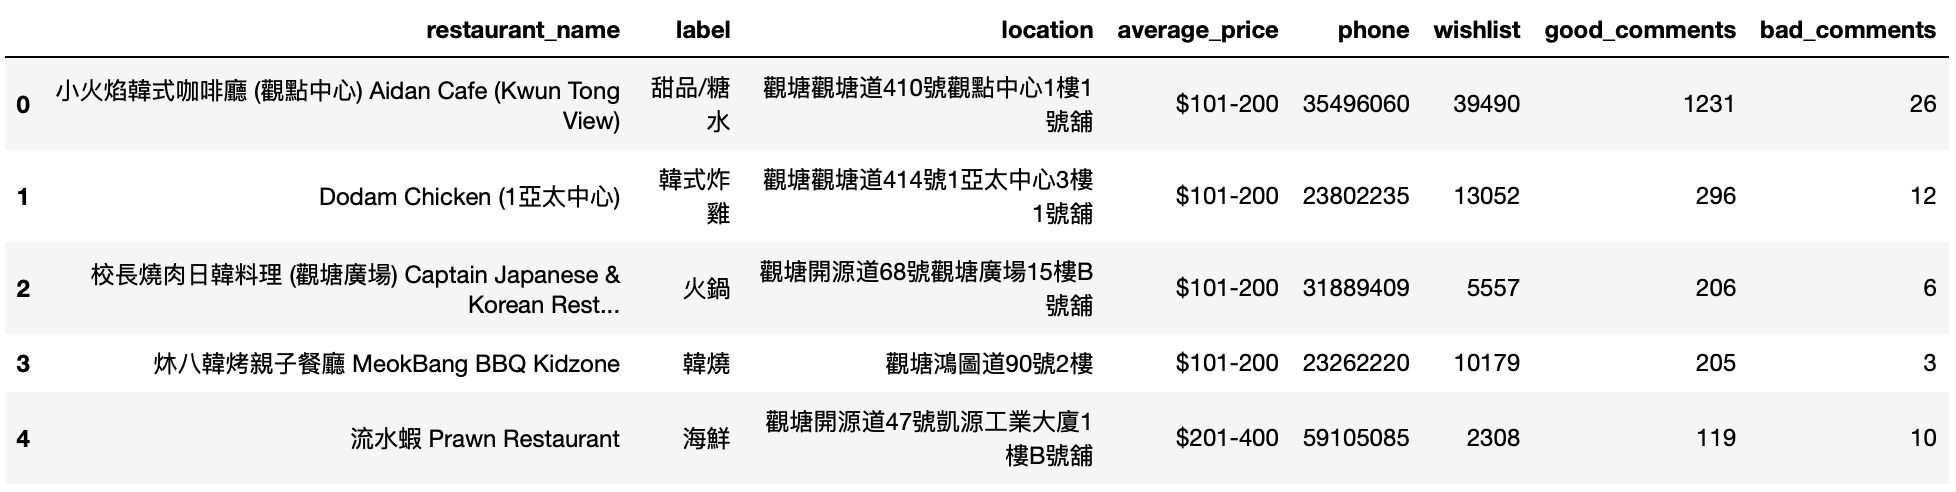 restaurant_name label location average_price phone wishlist good_comments bad_comments
0 小火焰韓式咖啡廳 (觀點中心) Aidan Cafe (Kwun Tong View) 甜品/糖水 觀塘觀塘道410號觀點中心1樓1號舖 $101-200 35496060 39490 1231 26
1 Dodam Chicken (1亞太中心) 韓式炸雞 觀塘觀塘道414號1亞太中心3樓1號舖 $101-200 23802235 13052 296 12
2 校長燒肉日韓料理 (觀塘廣場) Captain Japanese & Korean Rest... 火鍋 觀塘開源道68號觀塘廣場15樓B號舖 $101-200 31889409 5557 206 6
3 炑八韓烤親子餐廳 MeokBang BBQ Kidzone 韓燒 觀塘鴻圖道90號2樓 $101-200 23262220 10179 205 3
4 流水蝦 Prawn Restaurant 海鮮 觀塘開源道47號凱源工業大廈1樓B號舖 $201-400 59105085 2308 119 10